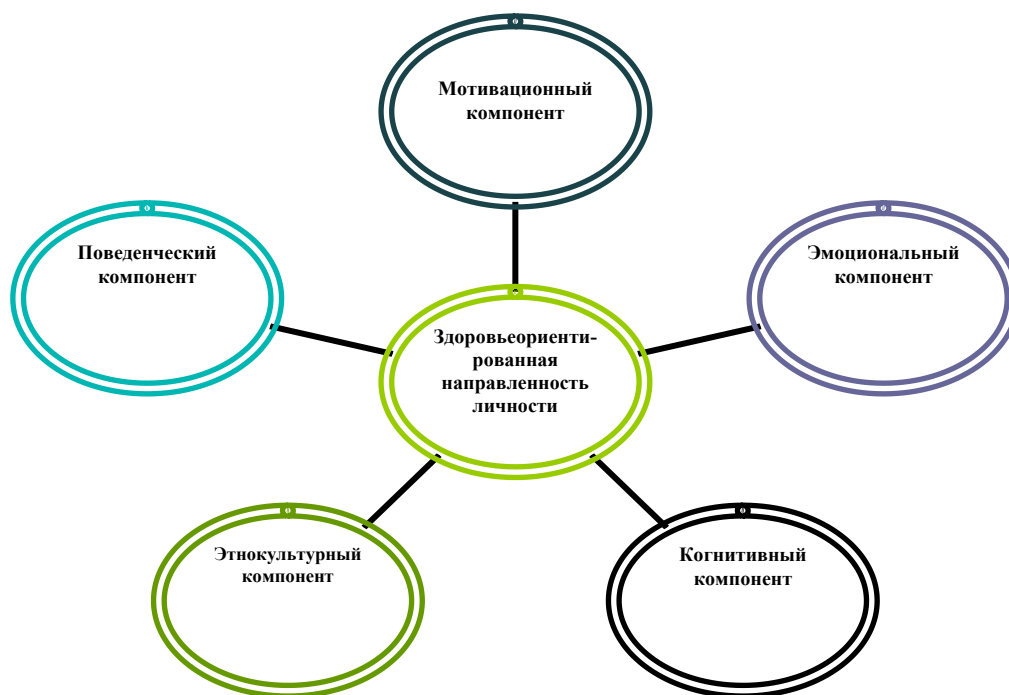 Мотивационный
компонент
Поведенческий
компонент
Эмоциональный
компонент
Здоровьеориенти-
рованная
направленность
личности
Этнокультурный
компонент
Когнитивный
компонент